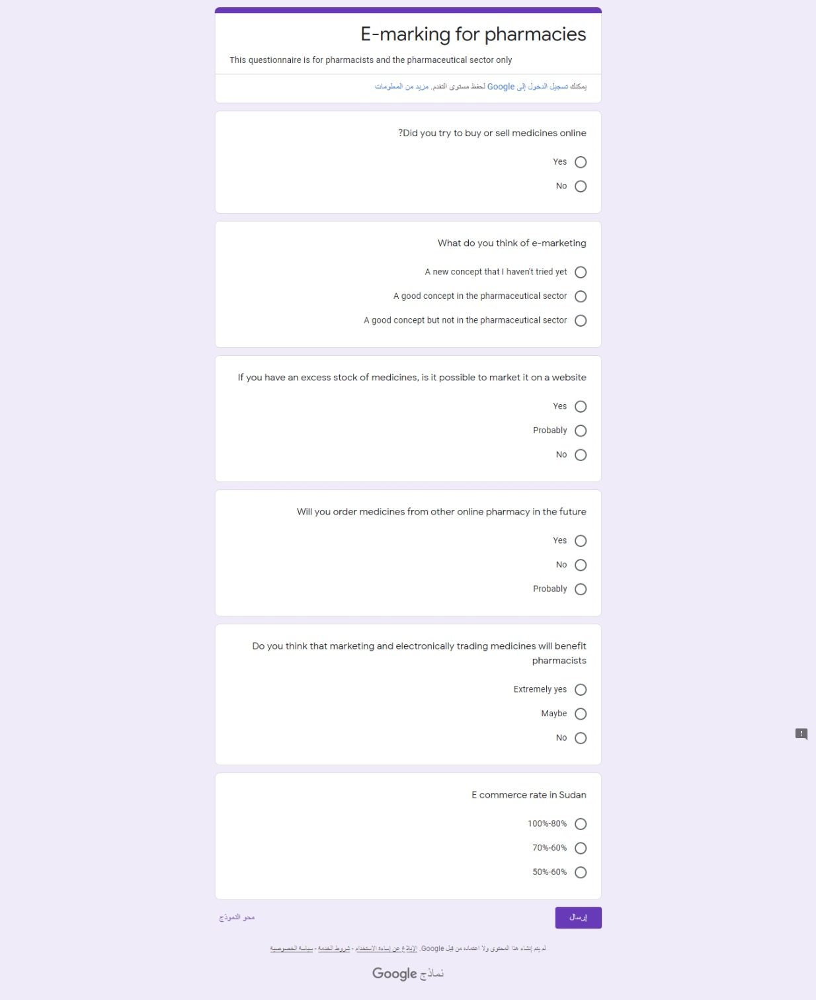 E-marking for pharmacies
This questionnaire is for pharmacists and the pharmaceutical sector only
يمكنك تسجيل الدخول إلى Google لحفظ مستوى التقدم. مزيد من المعلومات
?Did you try to buy or sell medicines online
Yes
No
What do you think of e-marketing
A new concept that I haven't tried yet
A good concept in the pharmaceutical sector
A good concept but not in the pharmaceutical sector
If you have an excess stock of medicines, is it possible to market it on a website
Yes
Probably
No
Will you order medicines from other online pharmacy in the future
Yes
No
Probably
Do you think that marketing and electronically trading medicines will benefit
pharmacists
Extremely yes
Maybe
No
E commerce rate in Sudan
100%-80%
70%-60%
50%-60%
إرسال
محو النموذج
لم يتم إنشاء هذا المحتوى ولا اعتماده من قبل Google. الإبلاغ عن إساءة الاستخدام - شروط الخدمة - سياسة الخصوصية
نماذج Google